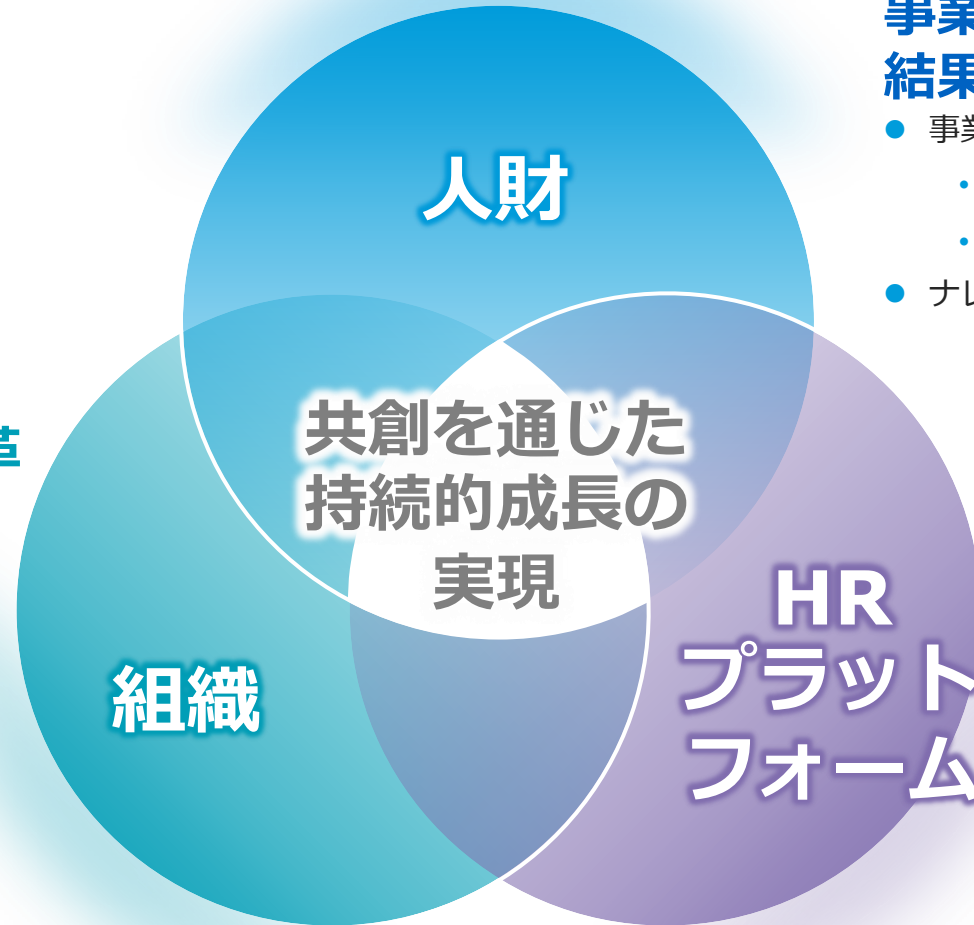 事業
結果
事業
ナレ
人財
革
共創を通じた
持続的成長の
実現
HR
プラット
フォーム
組織